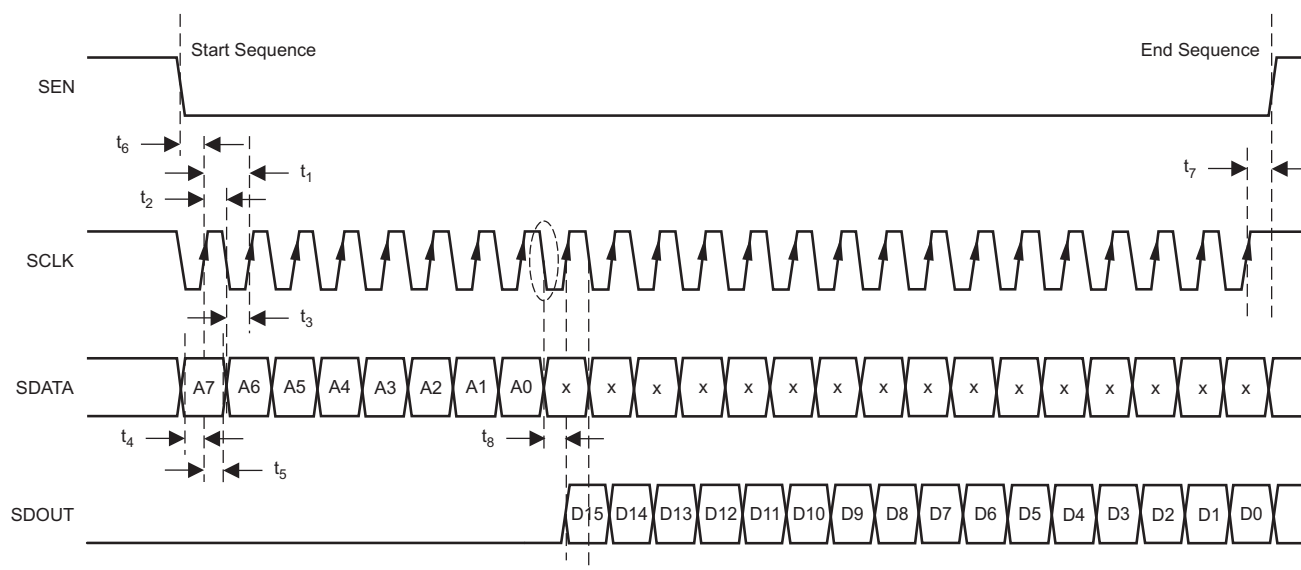 Start Sequence
End Sequence
SEN
t6
t1
t7
t2
SCLK
t3
SDATA
A7 A6 A5 A4 A3 A2 A1 A0 x x x x x x x x x x x x x x x x
t4
t8
t5
SDOUT
D15 D14 D13 D12 D11 D10 D9 D8 D7 D6 D5 D4 D3 D2 D1 D0